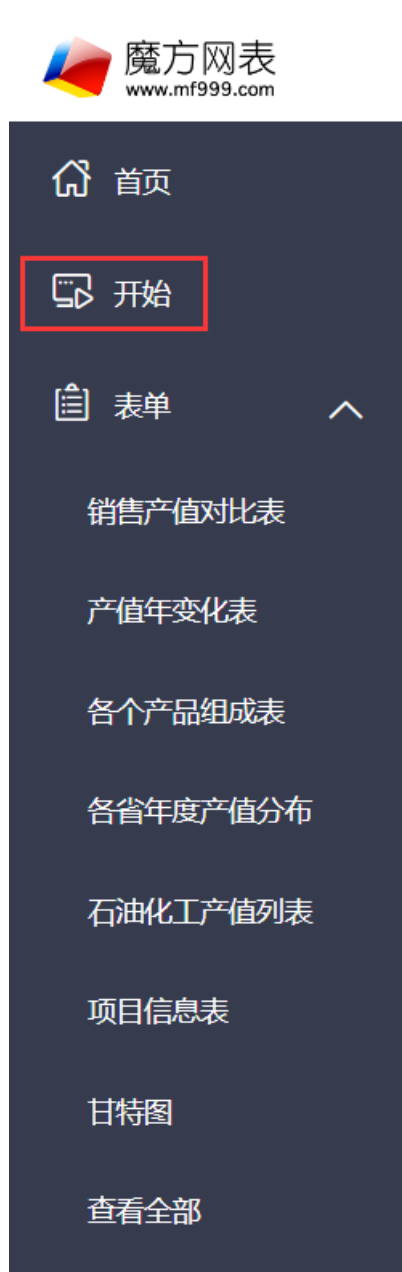 魔方网表
www.mf999.com
首页
开始
表单
销售产值对比表
产值年变化表
各个产品组成表
各省年度产值分布
石油化工产值列表
项目信息表
甘特图
查看全部